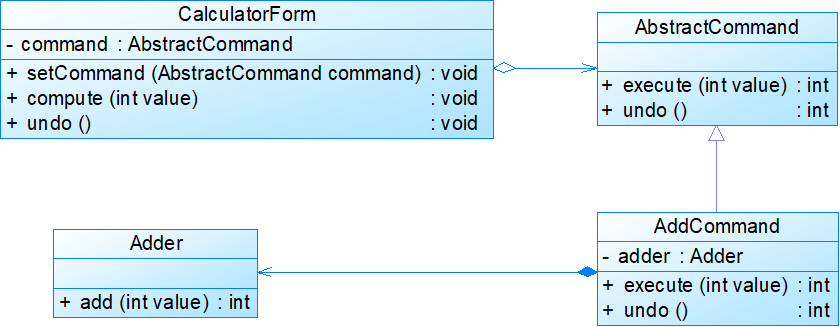 CalculatorForm
- command : AbstractCommand
+ setCommand (AbstractCommand command) : void
+ compute (int value) : void
+ undo () : void
AbstractCommand
+ execute (int value) : int
+ undo () : int
Adder
+ add (int value) : int
AddCommand
- adder : Adder
+ execute (int value) : int
+ undo () : int